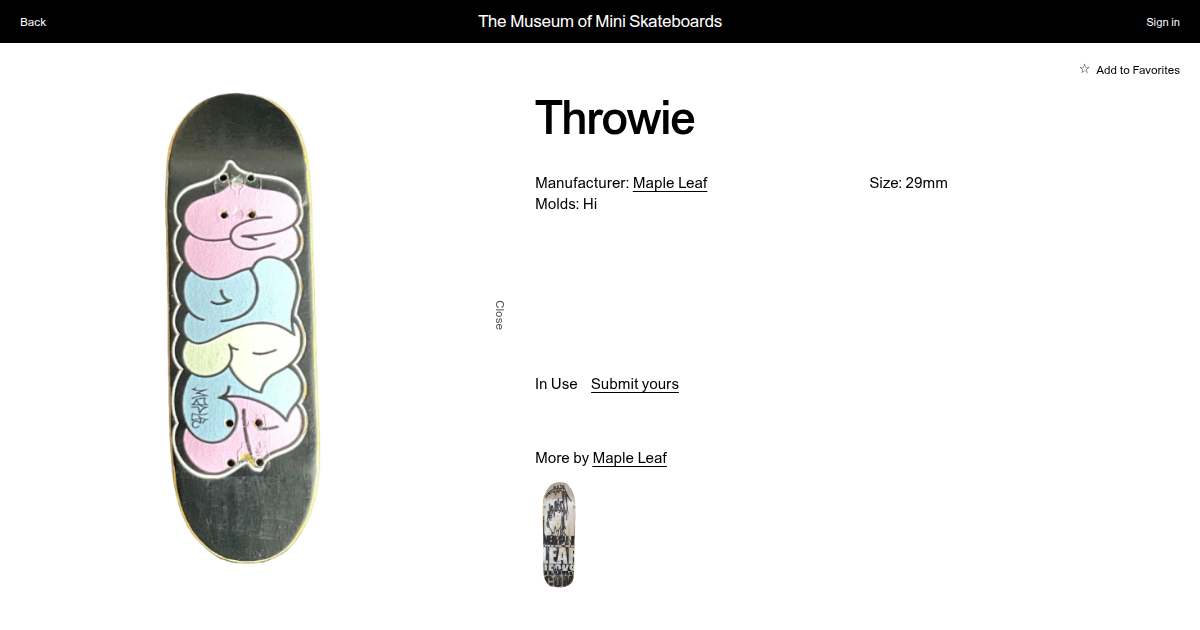 Back
The Museum of Mini Skateboards
Sign in
☆ Add to Favorites
Throwie
Manufacturer: Maple Leaf
Size: 29mm
Molds: Hi
Close
In Use Submit yours
More by Maple Leaf
LEAF